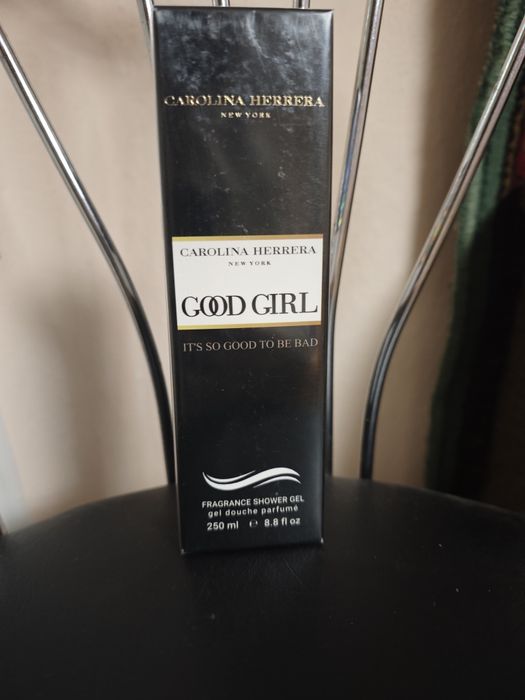 CAROLINA HERRERA
NEW YORK
CAROLINA HERRERA
NEW YORK
GOOD GIRL
IT'S SO GOOD TO BE BAD
FRAGRANCE SHOWER GEL
gel douche parfumé
250 ml ℮ 8.8 fl oz